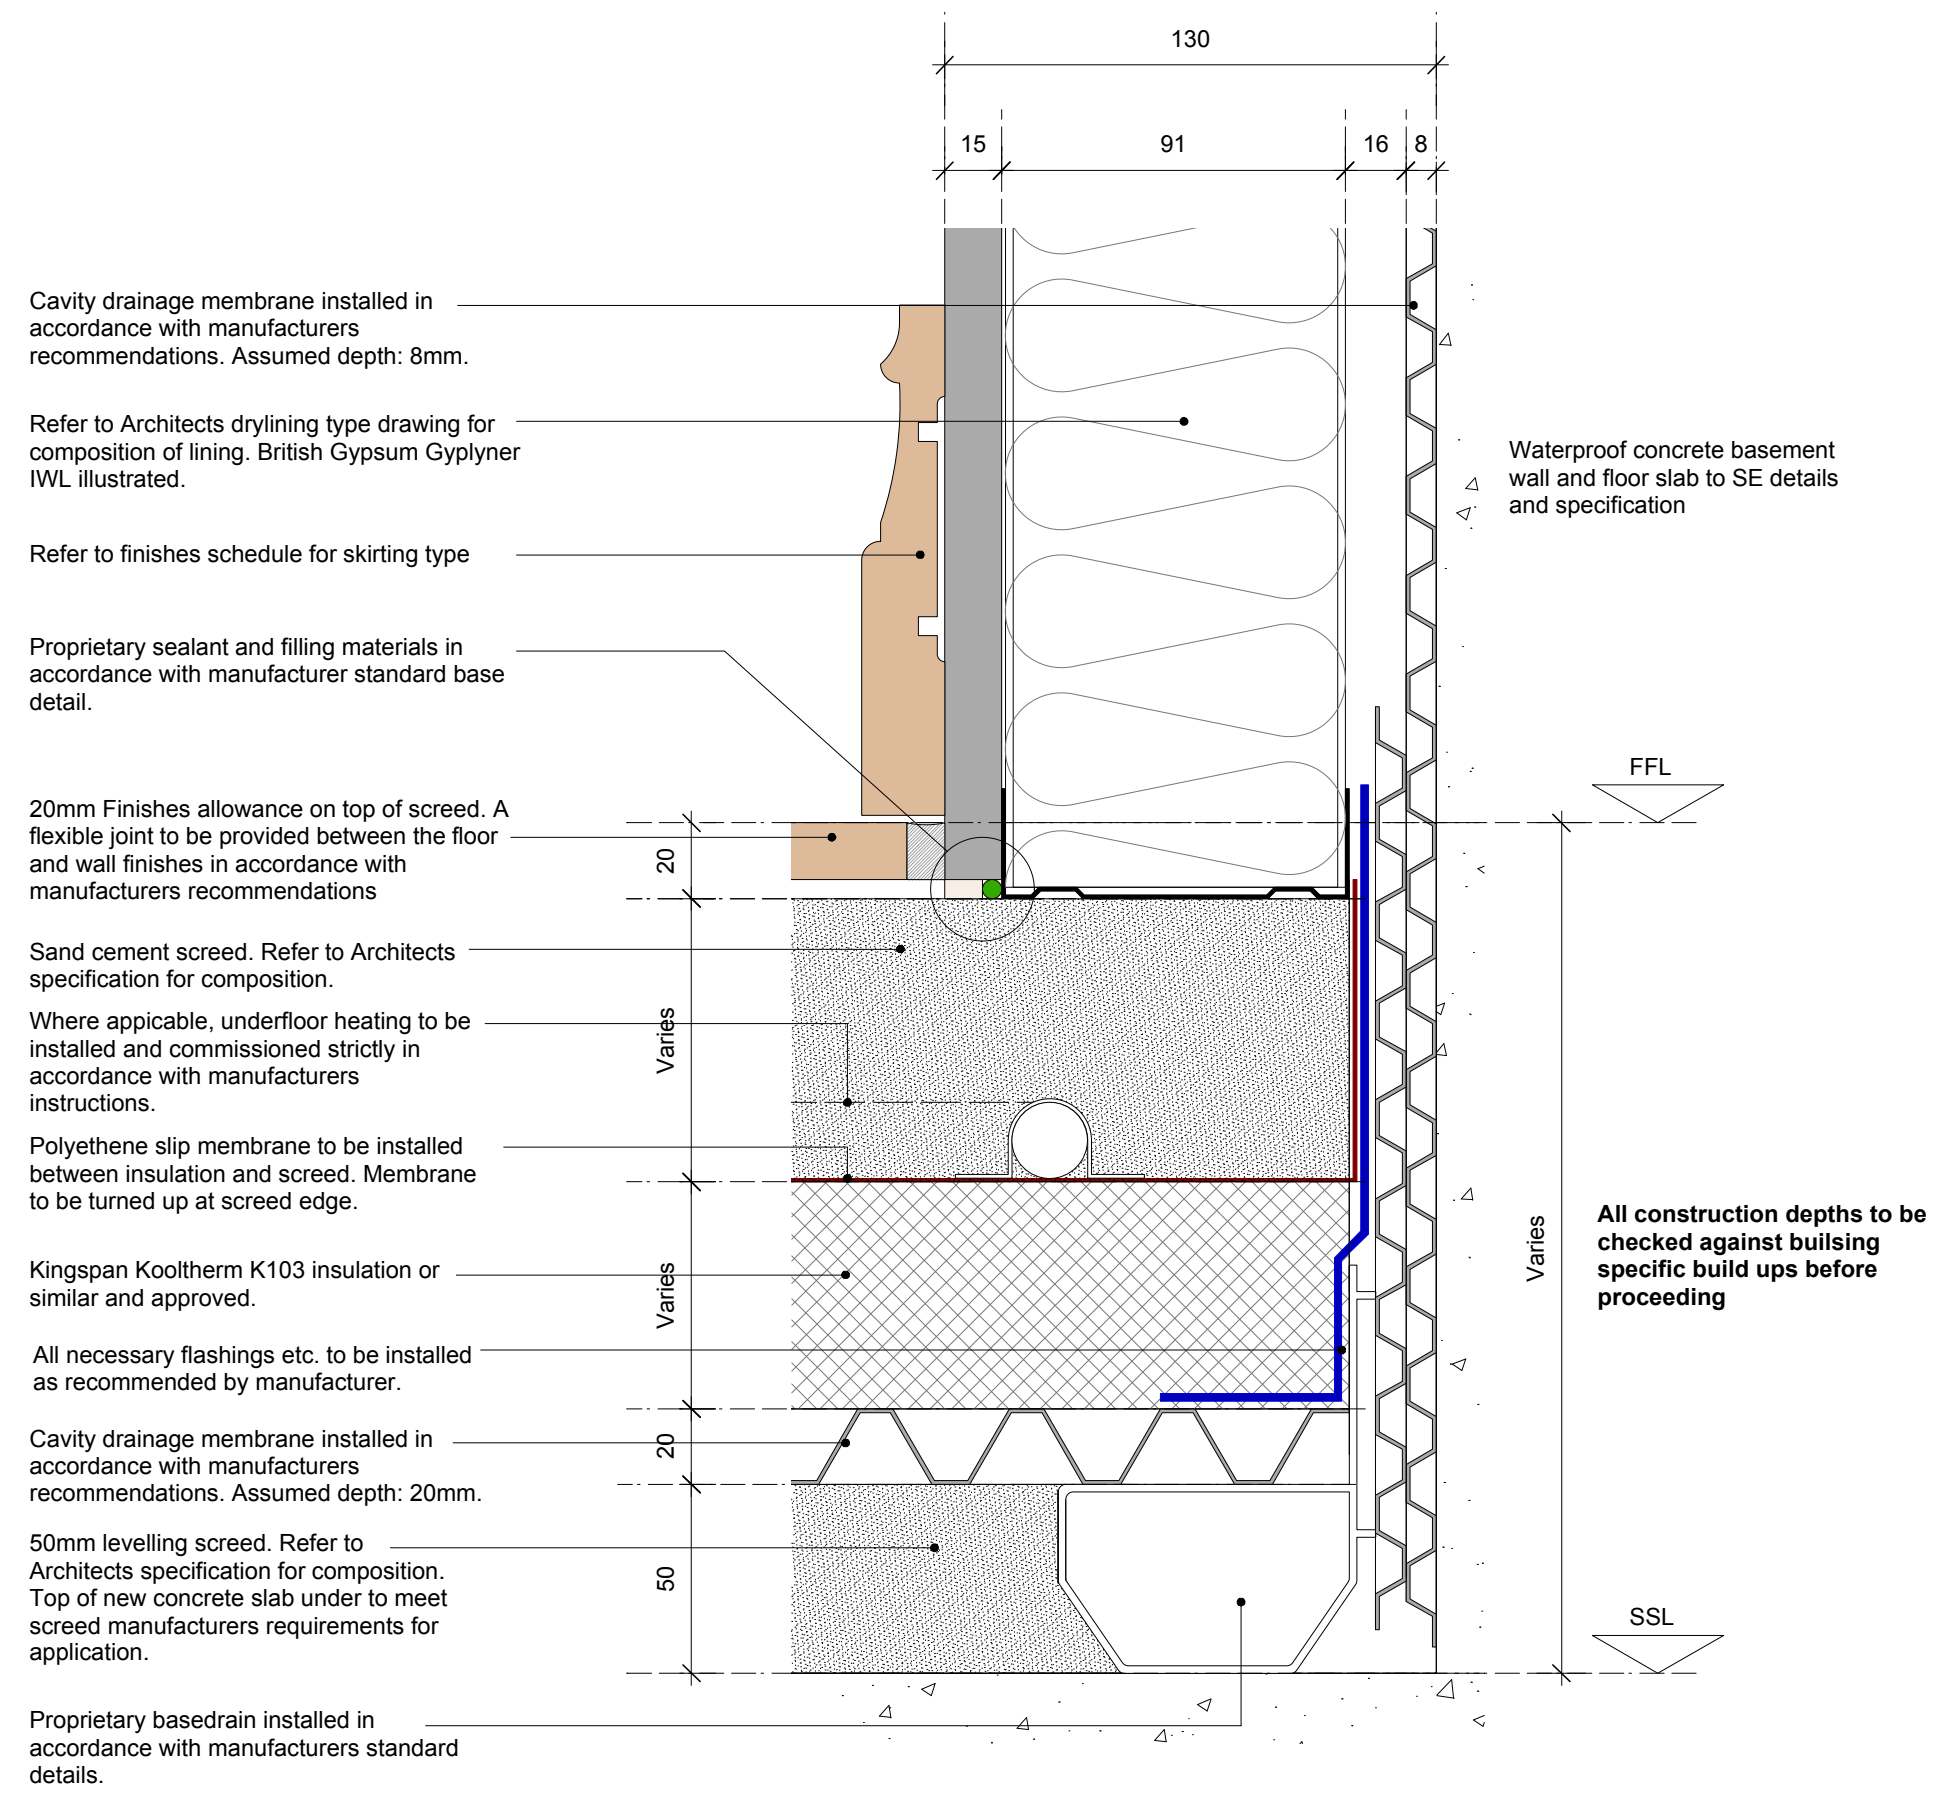 130
15
91
16
8
Cavity drainage membrane installed in
accordance with manufacturers
recommendations. Assumed depth: 8mm.
Refer to Architects drylining type drawing for
composition of lining. British Gypsum Gyplyner
IWL illustrated.
Waterproof concrete basement
wall and floor slab to SE details
and specification
Refer to finishes schedule for skirting type
Proprietary sealant and filling materials in
accordance with manufacturer standard base
detail.
FFL
20mm Finishes allowance on top of screed. A
flexible joint to be provided between the floor
and wall finishes in accordance with
manufacturers recommendations
20
Sand cement screed. Refer to Architects
specification for composition.
Where appicable, underfloor heating to be
installed and commissioned strictly in
accordance with manufacturers
instructions.
Varies
Polyethene slip membrane to be installed
between insulation and screed. Membrane
to be turned up at screed edge.
Varies
All construction depths to be
checked against builsing
specific build ups before
proceeding
Kingspan Kooltherm K103 insulation or
similar and approved.
Varies
All necessary flashings etc. to be installed
as recommended by manufacturer.
Cavity drainage membrane installed in
accordance with manufacturers
recommendations. Assumed depth: 20mm.
20
50mm levelling screed. Refer to
Architects specification for composition.
Top of new concrete slab under to meet
screed manufacturers requirements for
application.
50
SSL
Proprietary basedrain installed in
accordance with manufacturers standard
details.